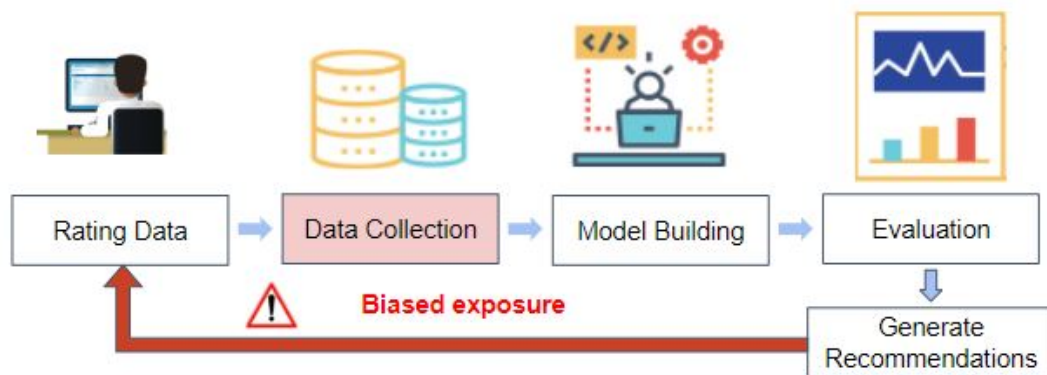 </>
Rating Data
Data Collection
Model Building
Evaluation
!
Biased exposure
Generate
Recommendations